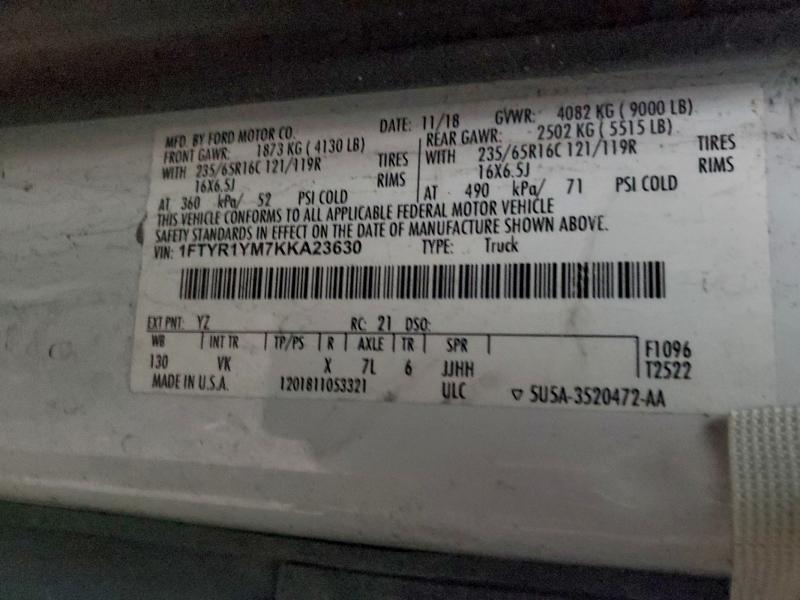 MFD. BY FORD MOTOR CO. DATE: 11/18 GVWR: 4082 KG ( 9000 LB)
FRONT GAWR: 1873 KG ( 4130 LB) REAR GAWR: 2502 KG ( 5515 LB)
WITH 235/65R16C 121/119R TIRES WITH 235/65R16C 121/119R TIRES
16X6.5J RIMS 16X6.5J RIMS
AT 360 kPa/ 52 PSI COLD AT 490 kPa/ 71 PSI COLD
THIS VEHICLE CONFORMS TO ALL APPLICABLE FEDERAL MOTOR VEHICLE
SAFETY STANDARDS IN EFFECT ON THE DATE OF MANUFACTURE SHOWN ABOVE.
VIN: 1FTYR1YM7KKA23630 TYPE: Truck
EXT PNT: YZ RC: 21 DSO:
WB INT TR TP/PS R AXLE TR SPR F1096
130 VK X 7L 6 JJHH T2522
MADE IN U.S.A. 1201811053321 ULC ▽ 5U5A-3520472-AA